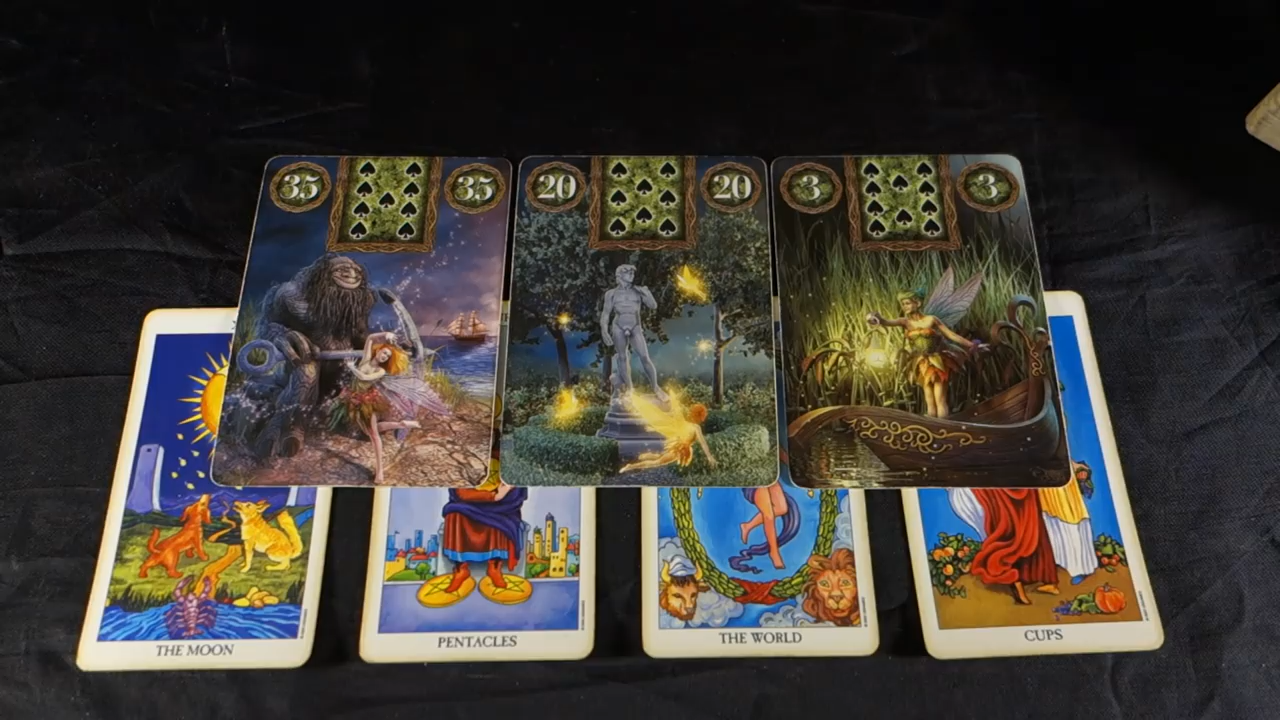 35 35
20 20
3 3
THE MOON
PENTACLES
THE WORLD
CUPS